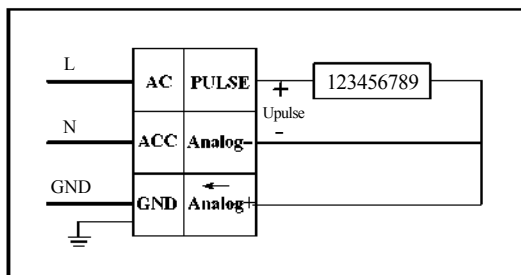 L AC PULSE + 123456789
Upulse
N ACC Analog- -
GND GND Analog+